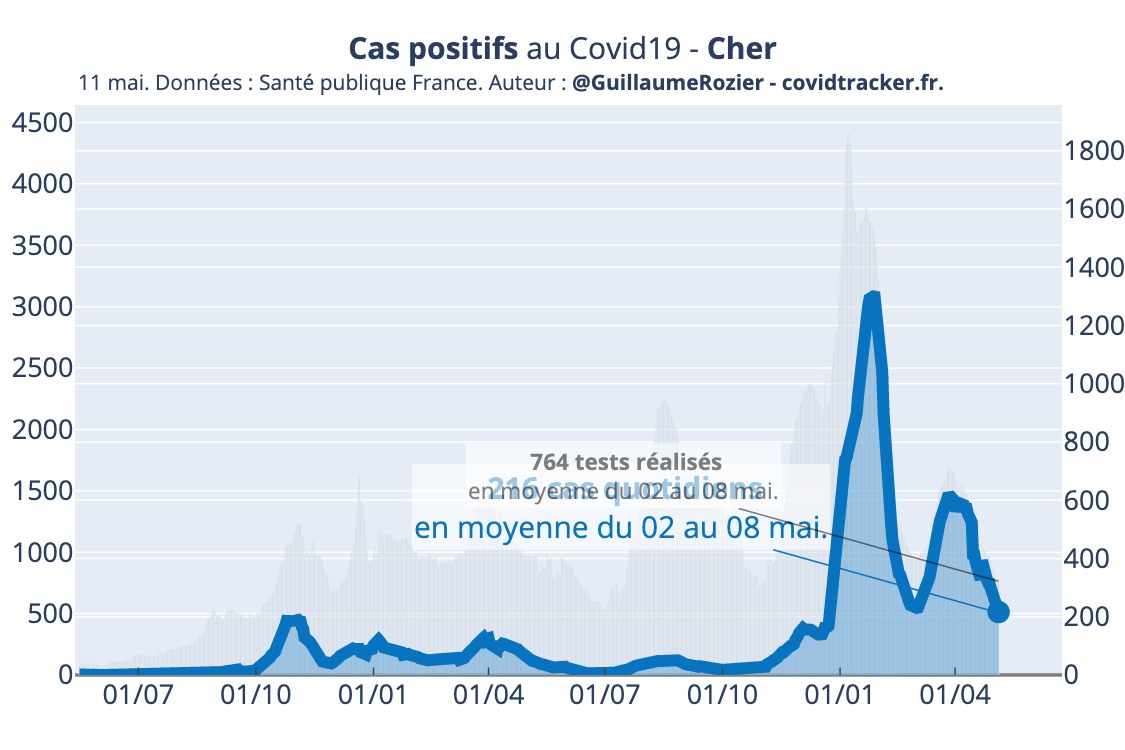 Cas positifs au Covid19 - Cher
11 mai. Données : Santé publique France. Auteur : @GuillaumeRozier - covidtracker.fr.
4500
4000
3500
3000
2500
2000
1500
1000
500
0
1800
1600
1400
1200
1000
800
600
400
200
0
764 tests réalisés
en moyenne du 02 au 08 mai.
216 cas quotidiens
en moyenne du 02 au 08 mai.
01/07 01/10 01/01 01/04 01/07 01/10 01/01 01/04